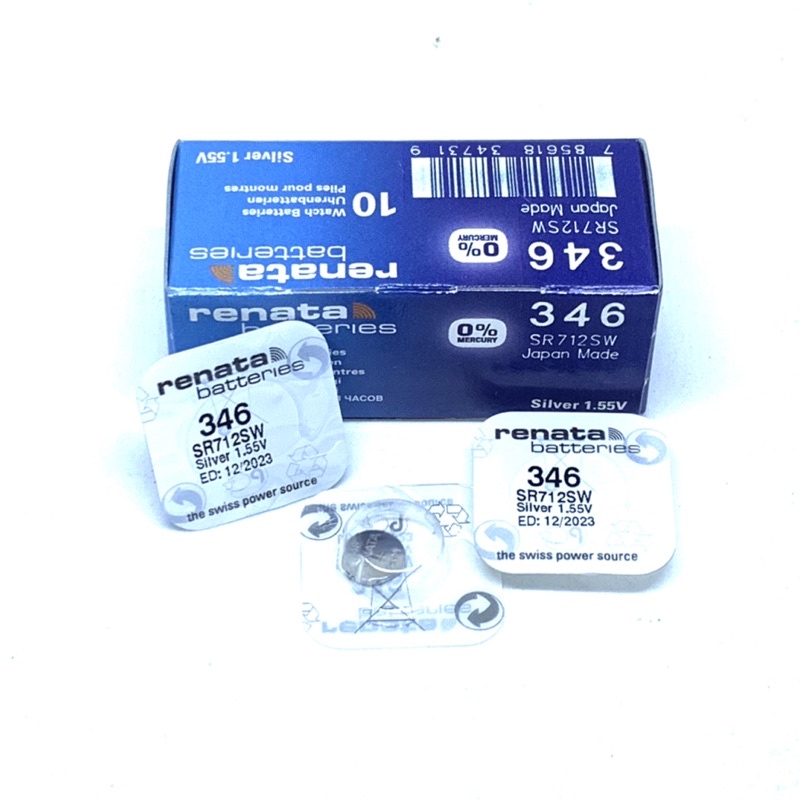 Silver 1.55V
10
Watch Batteries
Uhrenbatterien
Piles pour montres
renata
batteries
0%
MERCURY
346
SR712SW
Japan Made
7 85618 34731 9
renata
batteries
0%
MERCURY
346
SR712SW
Japan Made
ЧАСОВ
Silver 1.55V
renata
batteries
346
SR712SW
Silver 1.55V
ED: 12/2023
the swiss power source
renata
batteries
346
SR712SW
Silver 1.55V
ED: 12/2023
the swiss power source
renata
batteries